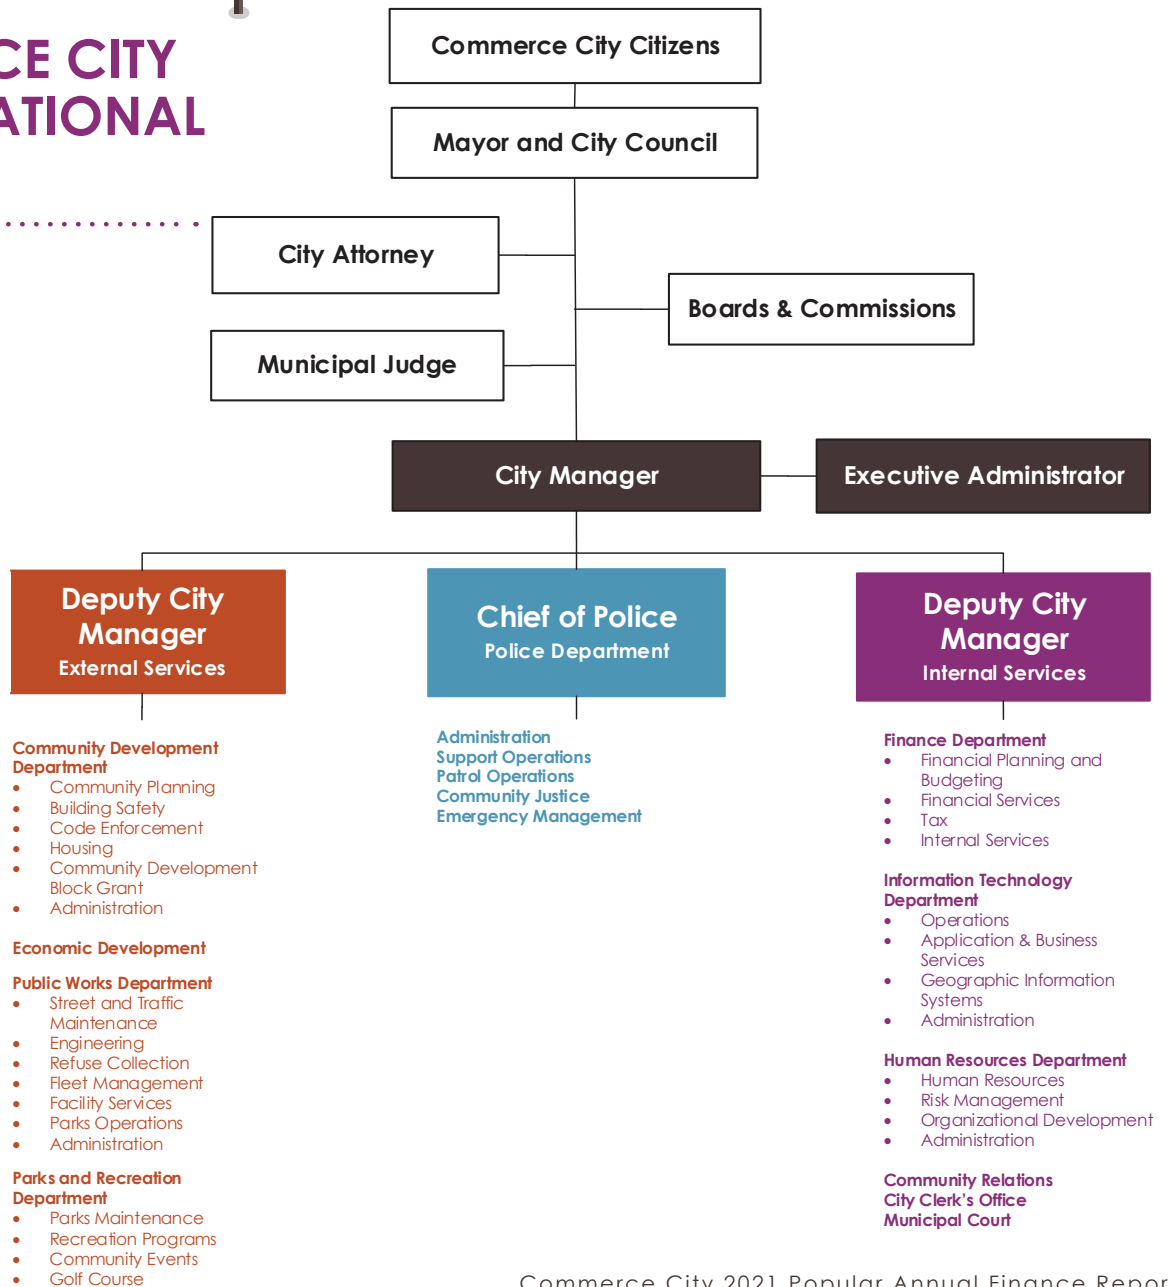 CE CITY
ATIONAL
Commerce City Citizens
Mayor and City Council
City Attorney
Boards & Commissions
Municipal Judge
City Manager
Executive Administrator
Deputy City
Manager
External Services
Community Development
Department
• Community Planning
• Building Safety
• Code Enforcement
• Housing
• Community Development
Block Grant
• Administration
Economic Development
Public Works Department
• Street and Traffic
Maintenance
• Engineering
• Refuse Collection
• Fleet Management
• Facility Services
• Parks Operations
• Administration
Parks and Recreation
Department
• Parks Maintenance
• Recreation Programs
• Community Events
• Golf Course
Chief of Police
Police Department
Administration
Support Operations
Patrol Operations
Community Justice
Emergency Management
Deputy City
Manager
Internal Services
Finance Department
• Financial Planning and
Budgeting
• Financial Services
• Tax
• Internal Services
Information Technology
Department
• Operations
• Application & Business
Services
• Geographic Information
Systems
• Administration
Human Resources Department
• Human Resources
• Risk Management
• Organizational Development
• Administration
Community Relations
City Clerk's Office
Municipal Court
Commerce City 2021 Popular Annual Finance Repor